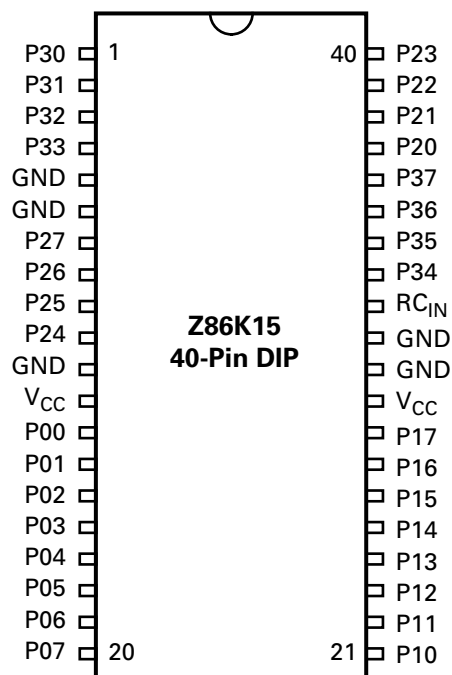 P30 1 40 P23
P31 P22
P32 P21
P33 P20
GND P37
GND P36
P27 P35
P26 P34
P25 RCIN
P24 GND
GND GND
VCC VCC
P00 P17
P01 P16
P02 P15
P03 P14
P04 P13
P05 P12
P06 P11
P07 20 21 P10
Z86K15
40-Pin DIP